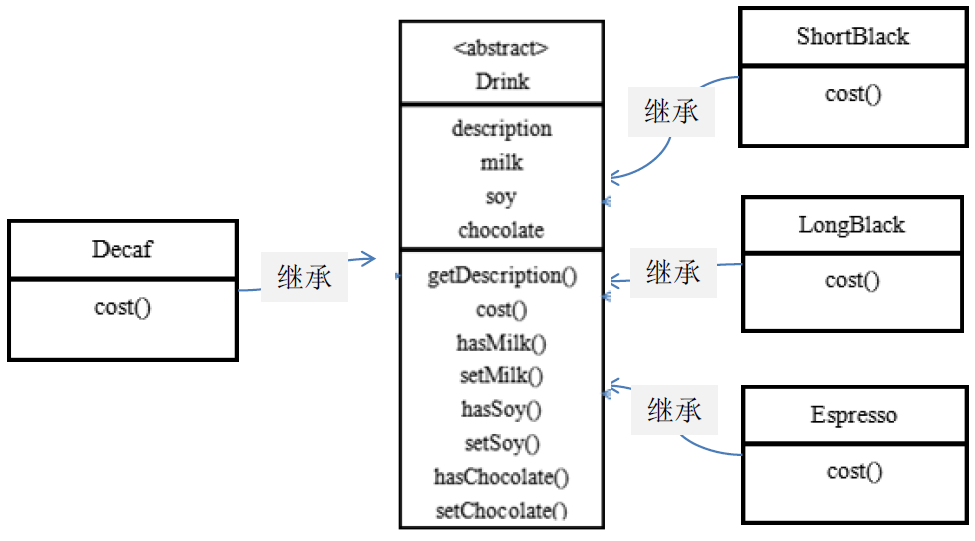 Decaf
cost()
继承
<abstract>
Drink
description
milk
soy
chocolate
getDescription()
cost()
hasMilk()
setMilk()
hasSoy()
setSoy()
hasChocolate()
setChocolate()
继承
ShortBlack
cost()
继承
LongBlack
cost()
继承
Espresso
cost()